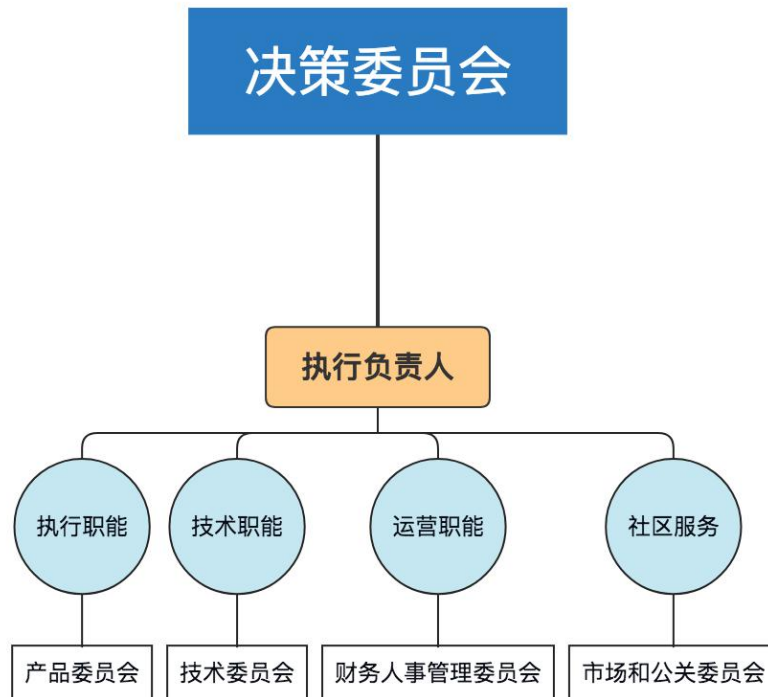 决策委员会
执行负责人
执行职能
技术职能
运营职能
社区服务
产品委员会
技术委员会
财务人事管理委员会
市场和公关委员会